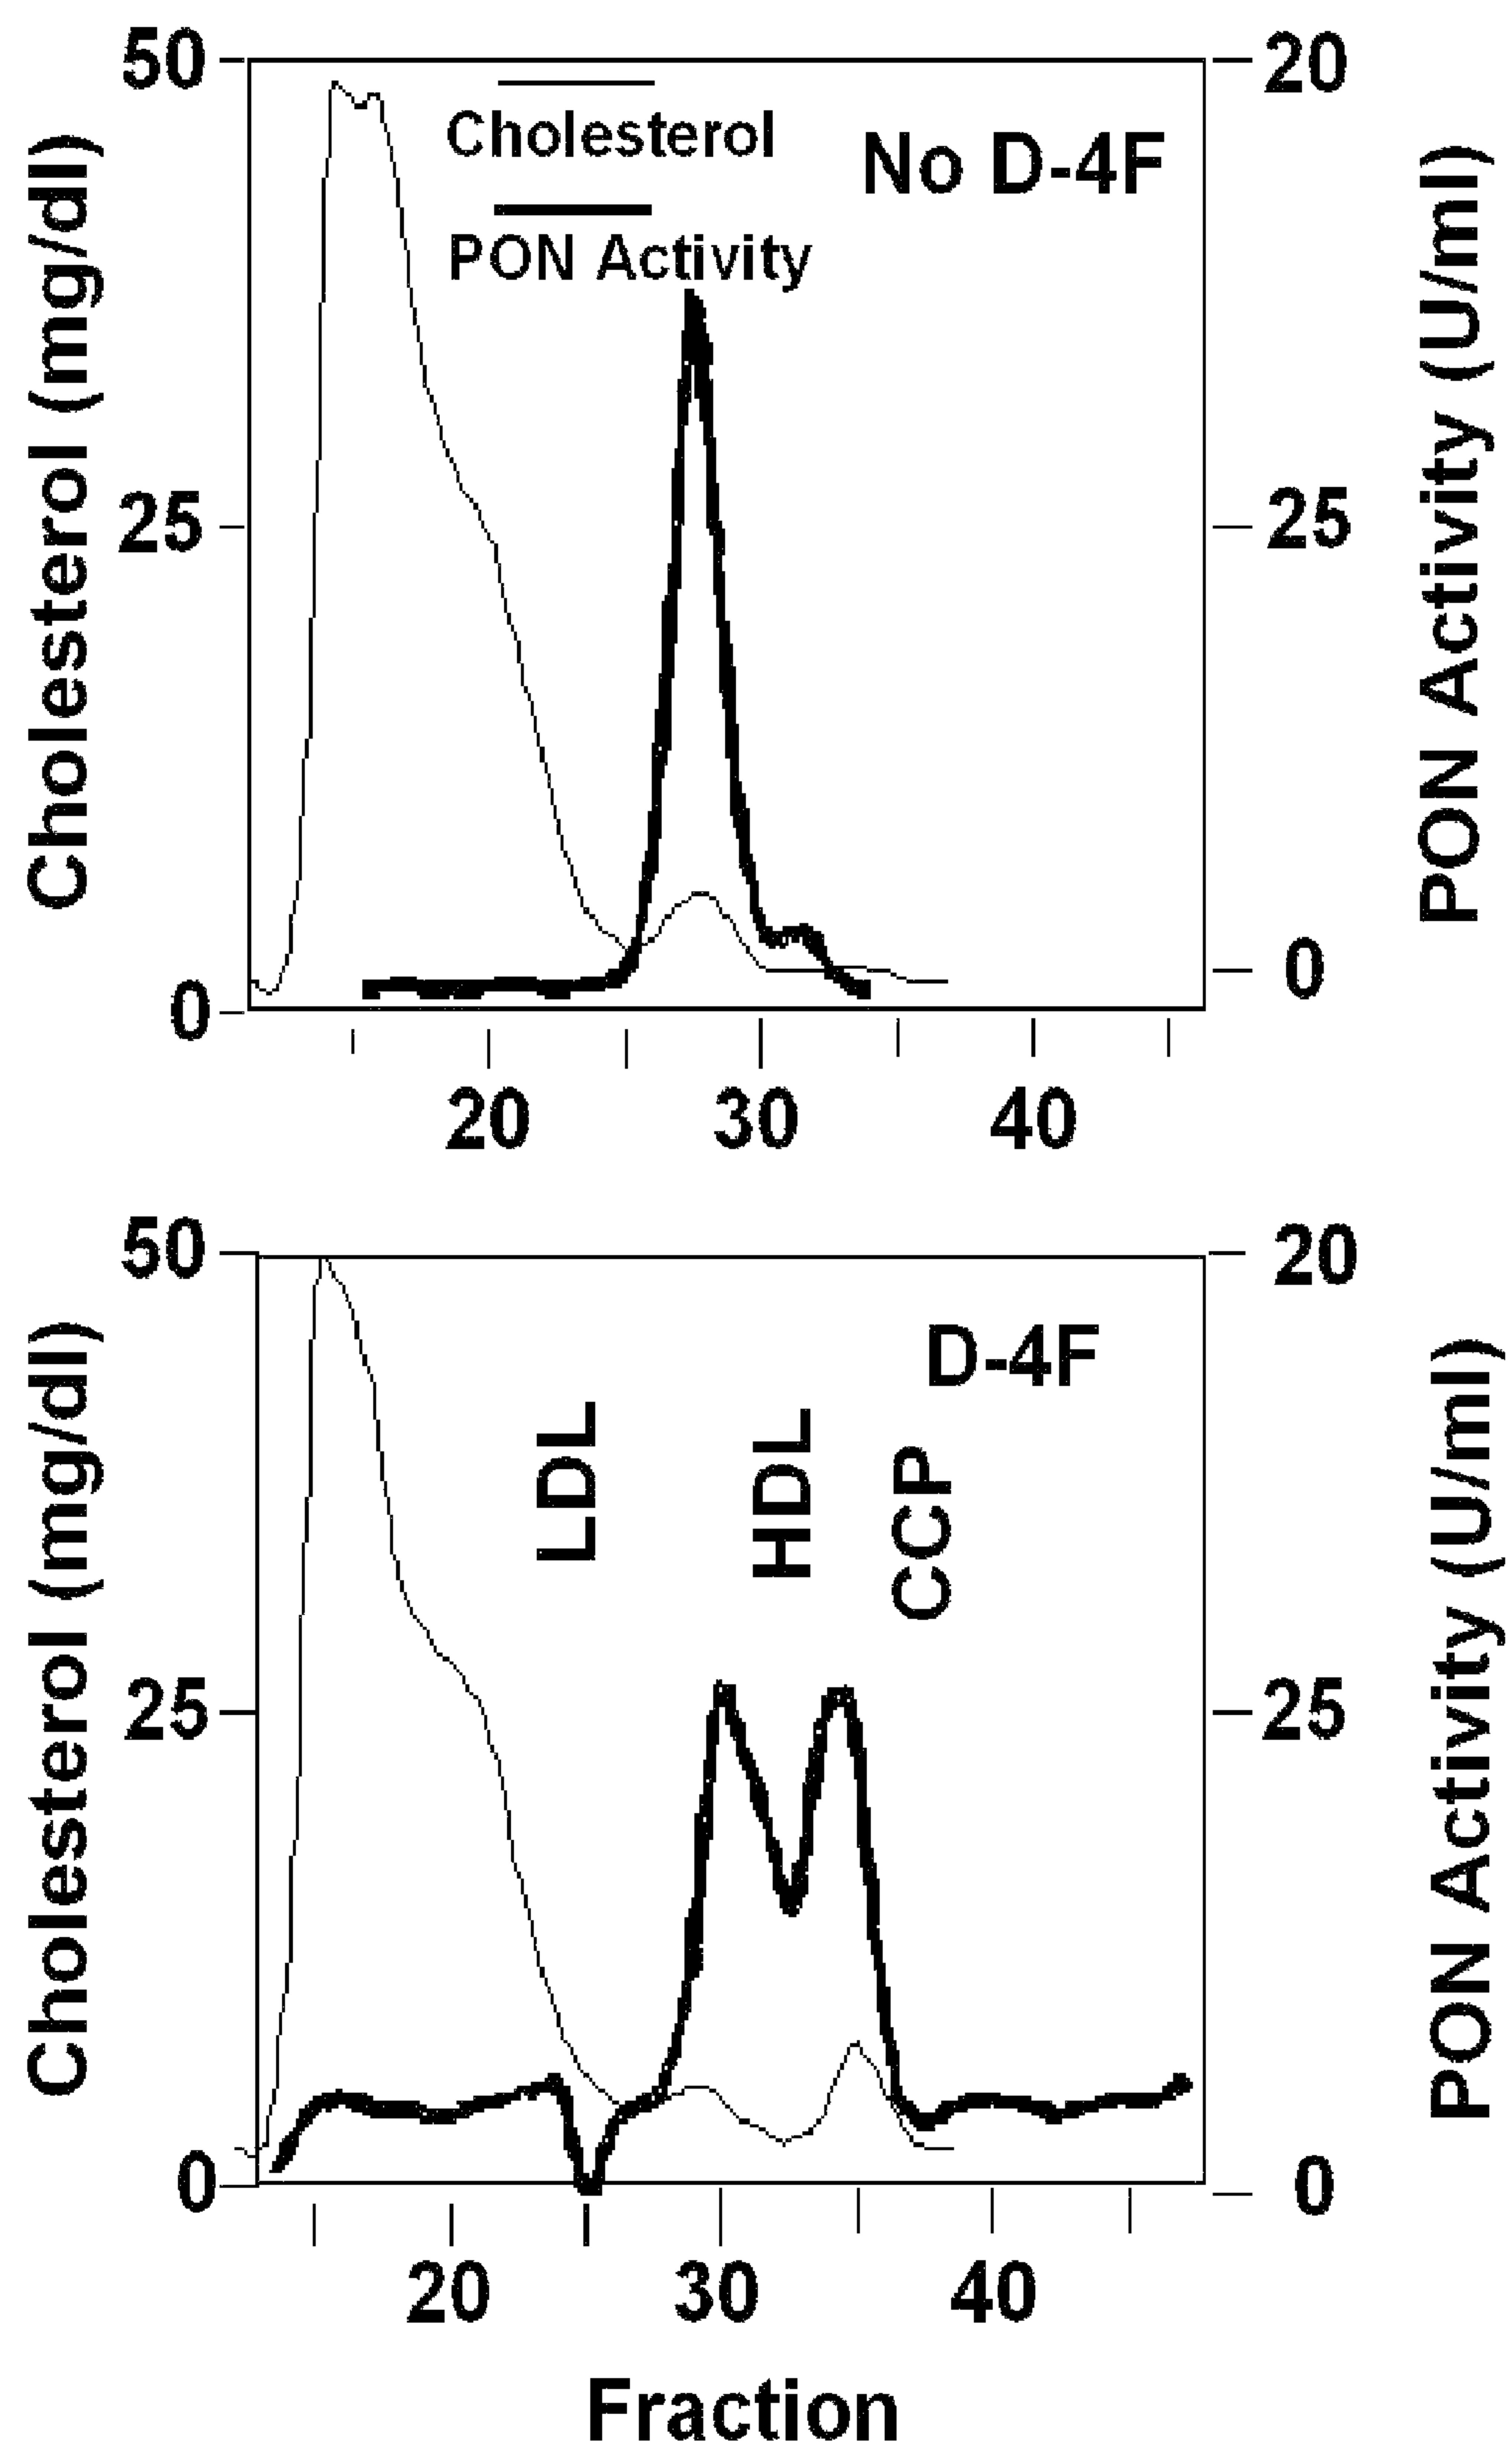 50
20
Cholesterol
No D-4F
PON Activity
Cholesterol (mg/dl)
PON Activity (U/ml)
25
25
0
0
20
30
40
50
20
D-4F
LDL
HDL
CCP
Cholesterol (mg/dl)
PON Activity (U/ml)
25
25
0
0
20
30
40
Fraction